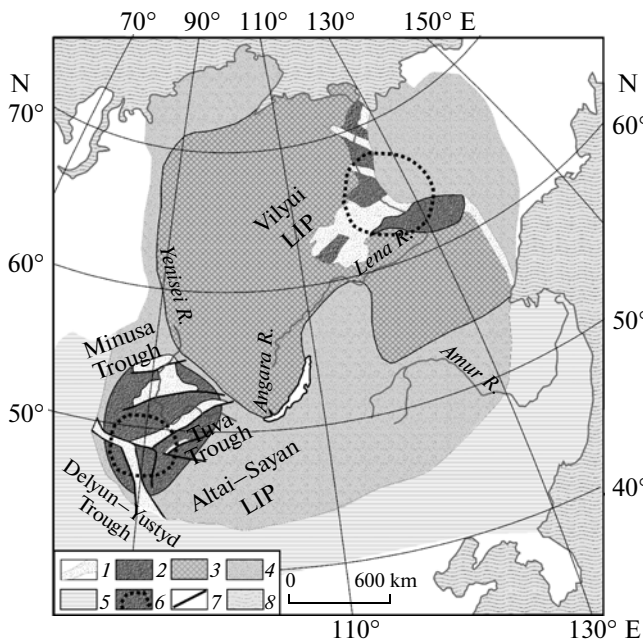 70° 90° 110° 130° 150° E
N N
70° 60°
Vilyui
LIP
Lena R.
60° Yenisei R.
50°
Minusa
Trough
Angara R.
Amur R.
50°
Tuva
Trough
40°
Altai–Sayan
LIP
Delyun–Yustyd
Trough
1 2 3 4
5 6 7 8
0 600 km
110° 130° E